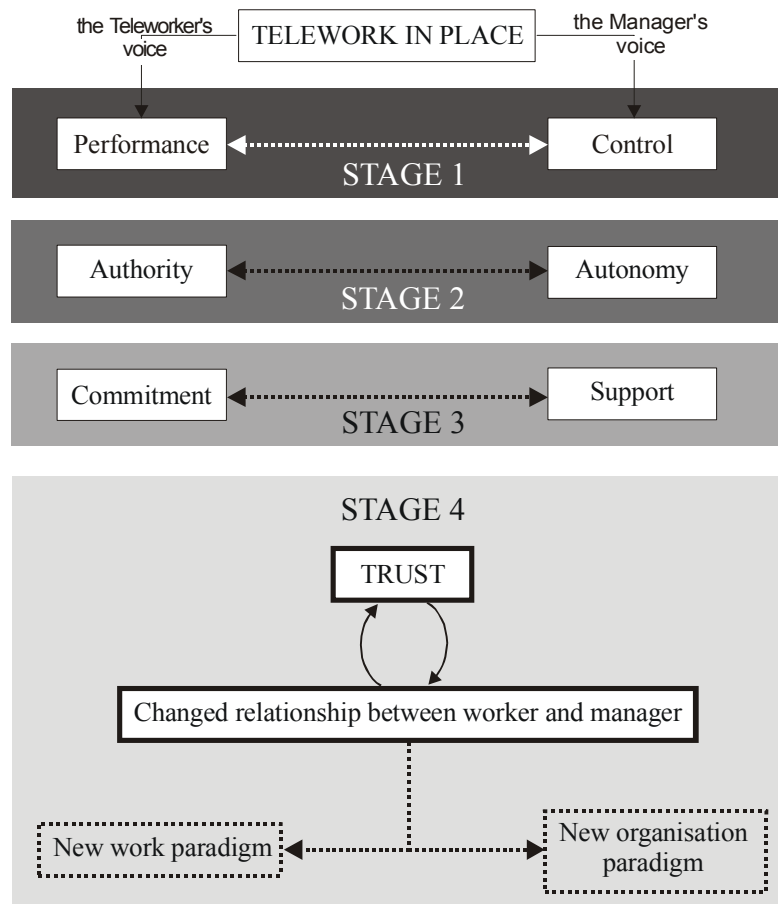 the Teleworker's
voice
TELEWORK IN PLACE
the Manager's
voice
Performance
Control
STAGE 1
Authority
Autonomy
STAGE 2
Commitment
Support
STAGE 3
STAGE 4
TRUST
Changed relationship between worker and manager
New work paradigm
New organisation
paradigm